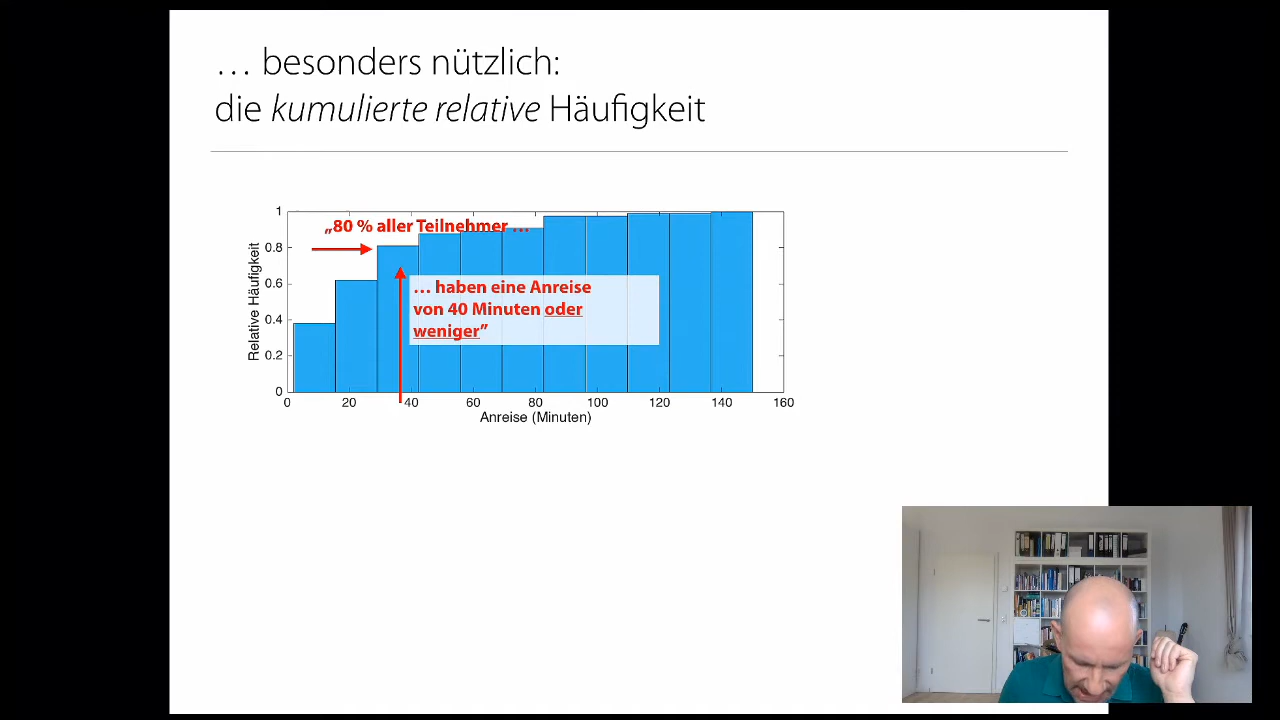 … besonders nützlich:
die kumulierte relative Häufigkeit
1
„80 % aller Teilnehmer …
0.8
0.6
… haben eine Anreise
von 40 Minuten oder
weniger”
0.4
0.2
0
Relative Häufigkeit
0 20 40 60 80 100 120 140 160
Anreise (Minuten)